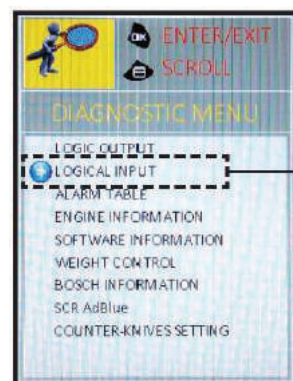 OK ENTER/EXIT
SCROLL
DIAGNOSTIC MENU
LOGIC OUTPUT
LOGICAL INPUT
ALARM TABLE
ENGINE INFORMATION
SOFTWARE INFORMATION
WEIGHT CONTROL
BOSCH INFORMATION
SCR AdBlue
COUNTER-KNIVES SETTING